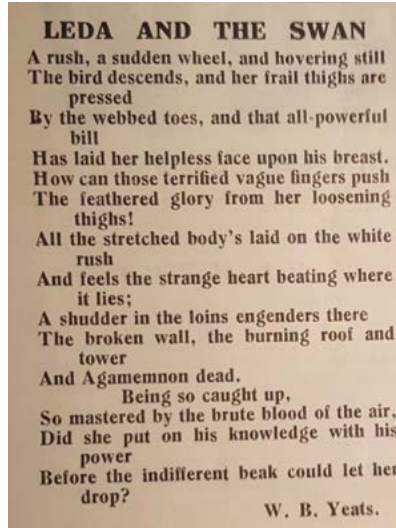 LEDA AND THE SWAN
A rush, a sudden wheel, and hovering still
The bird descends, and her frail thighs are
pressed
By the webbed toes, and that all-powerful
bill
Has laid her helpless face upon his breast.
How can those terrified vague fingers push
The feathered glory from her loosening
thighs!
All the stretched body's laid on the white
rush
And feels the strange heart beating where
it lies;
A shudder in the loins engenders there
The broken wall, the burning roof and
tower
And Agamemnon dead.
Being so caught up,
So mastered by the brute blood of the air,
Did she put on his knowledge with his
power
Before the indifferent beak could let her
drop?
W. B. Yeats.